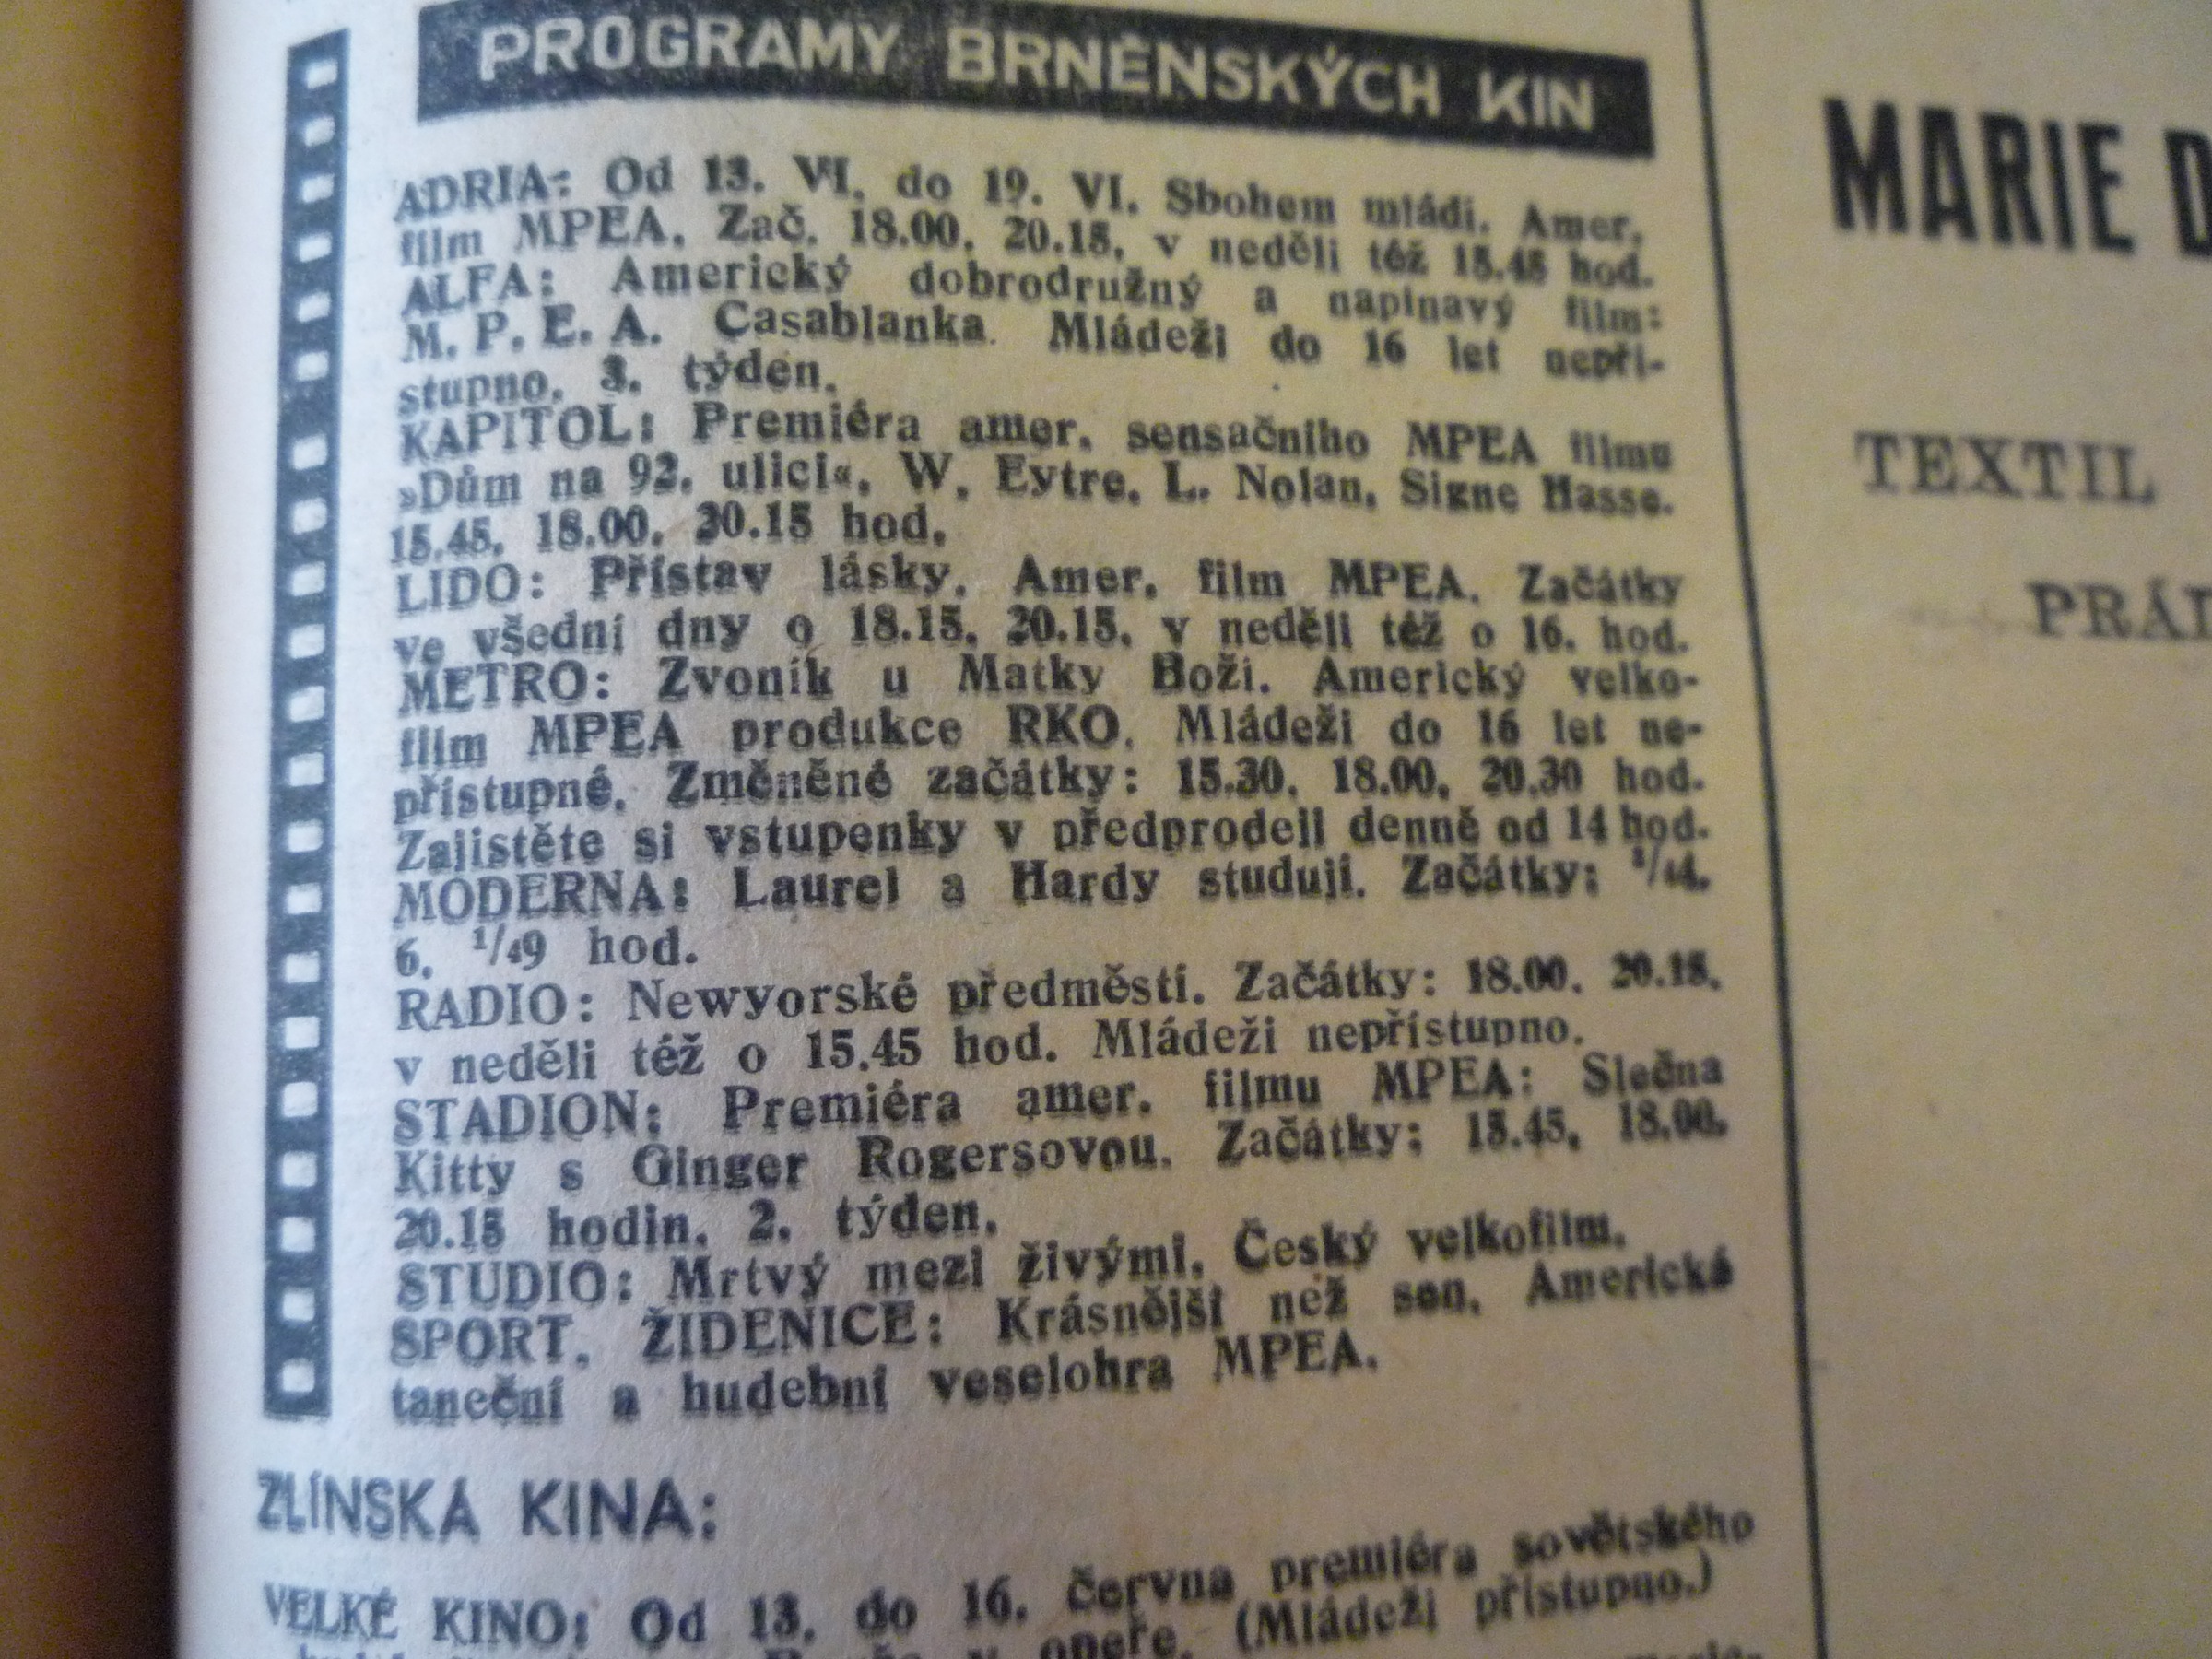 PROGRAMY BRNĚNSKÝCH KIN
ADRIA: Od 13. VI. do 19. VI. Sbohem mládí. Amer.
film MPEA. Zač. 18.00, 20.15, v neděli též 15.45 hod.
ALFA: Americký dobrodružný a napínavý film:
M. P. E. A. Casablanka. Mládeži do 16 let nepří-
stupno. 3. týden.
KAPITOL: Premiéra amer. sensačního MPEA filmu
»Dům na 92. ulici«. W. Eytre, L. Nolan, Signe Hasse.
15.45, 18.00, 20.15 hod.
LIDO: Přístav lásky. Amer. film MPEA. Začátky
ve všední dny o 18.15, 20.15, v neděli též o 16. hod.
METRO: Zvoník u Matky Boží. Americký velko-
film MPEA produkce RKO. Mládeži do 16 let ne-
přístupné. Změněné začátky: 15.30, 18.00, 20.30 hod.
Zajistěte si vstupenky v předprodeji denně od 14 hod.
MODERNA: Laurel a Hardy studují. Začátky: ¾4,
6, ¼9 hod.
RADIO: Newyorské předměstí. Začátky: 18.00, 20.15,
v neděli též o 15.45 hod. Mládeži nepřístupno.
STADION: Premiéra amer. filmu MPEA: Slečna
Kitty s Ginger Rogersovou. Začátky: 15.45, 18.00,
20.15 hodin. 2. týden.
STUDIO: Mrtvý mezi živými. Český velkofilm.
SPORT, ŽIDENICE: Krásnější než sen. Americká
taneční a hudební veselohra MPEA.
ZLÍNSKÁ KINA:
VELKÉ KINO: Od 13. do 16. června premiéra sovětského
v opeře. (Mládeži přístupno.)
MARIE
TEXTIL